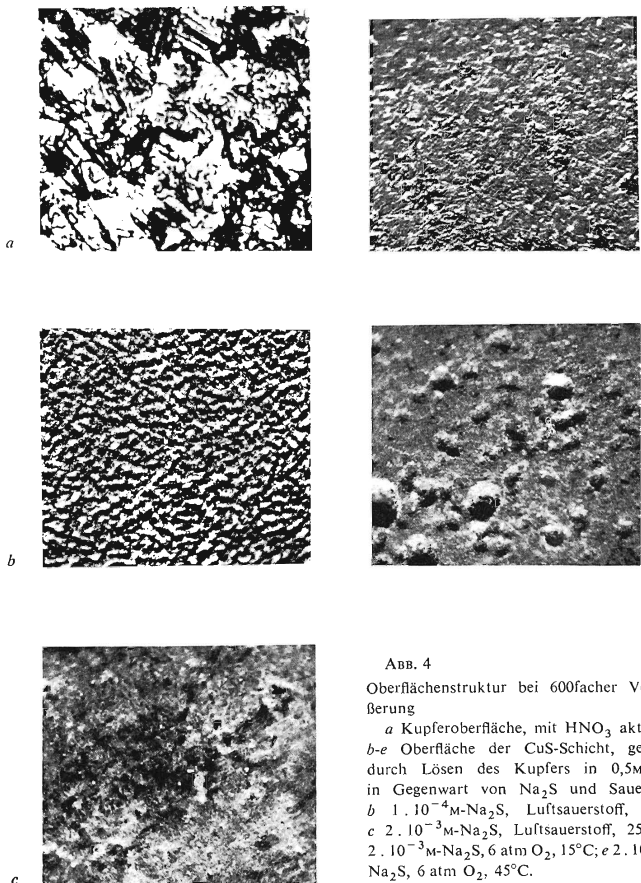 a
b
c
ABB. 4
Oberflächenstruktur bei 600facher V
ßerung
a Kupferoberfläche, mit HNO₃ akt
b-e Oberfläche der CuS-Schicht, ge
durch Lösen des Kupfers in 0,5M
in Gegenwart von Na₂S und Saue
b 1 . 10⁻⁴M-Na₂S, Luftsauerstoff,
c 2 . 10⁻³M-Na₂S, Luftsauerstoff, 25
2 . 10⁻³M-Na₂S, 6 atm O₂, 15°C; e 2 . 10
Na₂S, 6 atm O₂, 45°C.